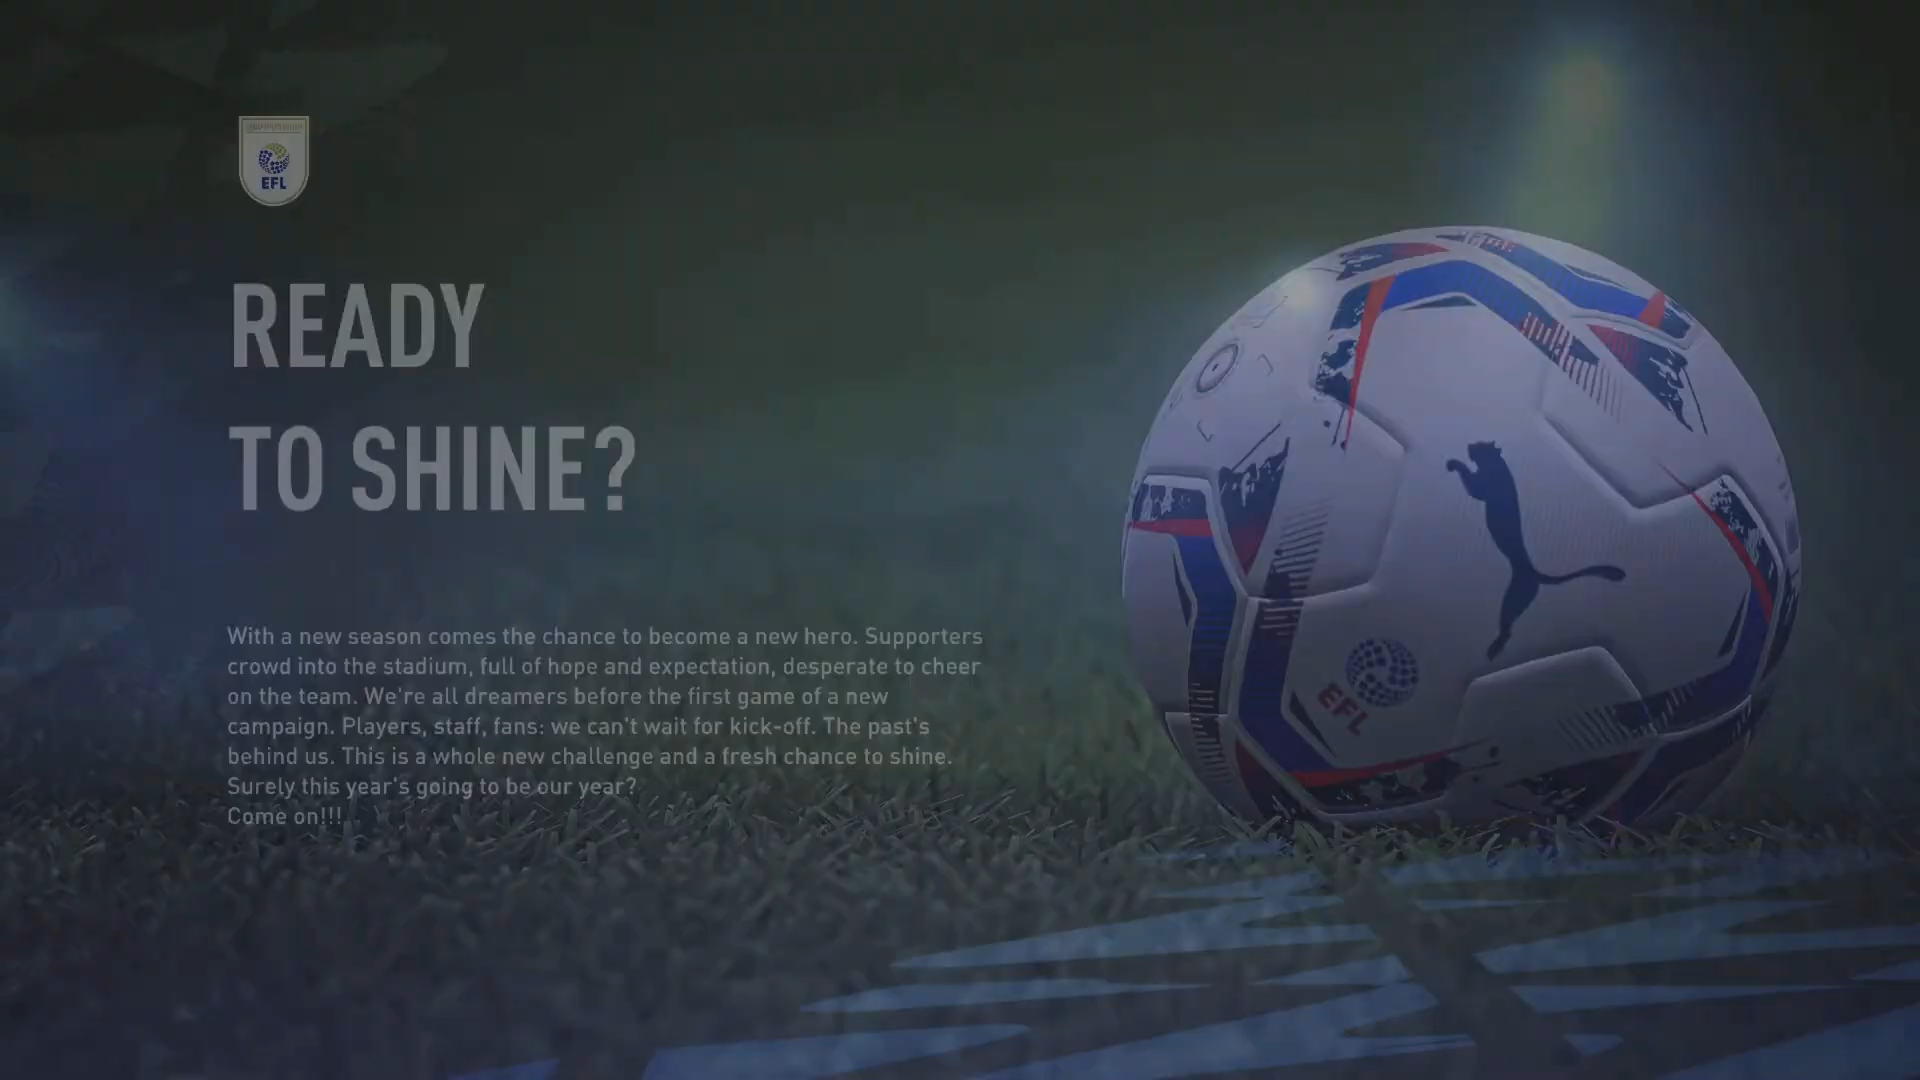 EFL
READY
TO SHINE?
With a new season comes the chance to become a new hero. Supporters
crowd into the stadium, full of hope and expectation, desperate to cheer
on the team. We're all dreamers before the first game of a new
campaign. Players, staff, fans: we can't wait for kick-off. The past's
behind us. This is a whole new challenge and a fresh chance to shine.
Surely this year's going to be our year?
Come on!!!
EFL